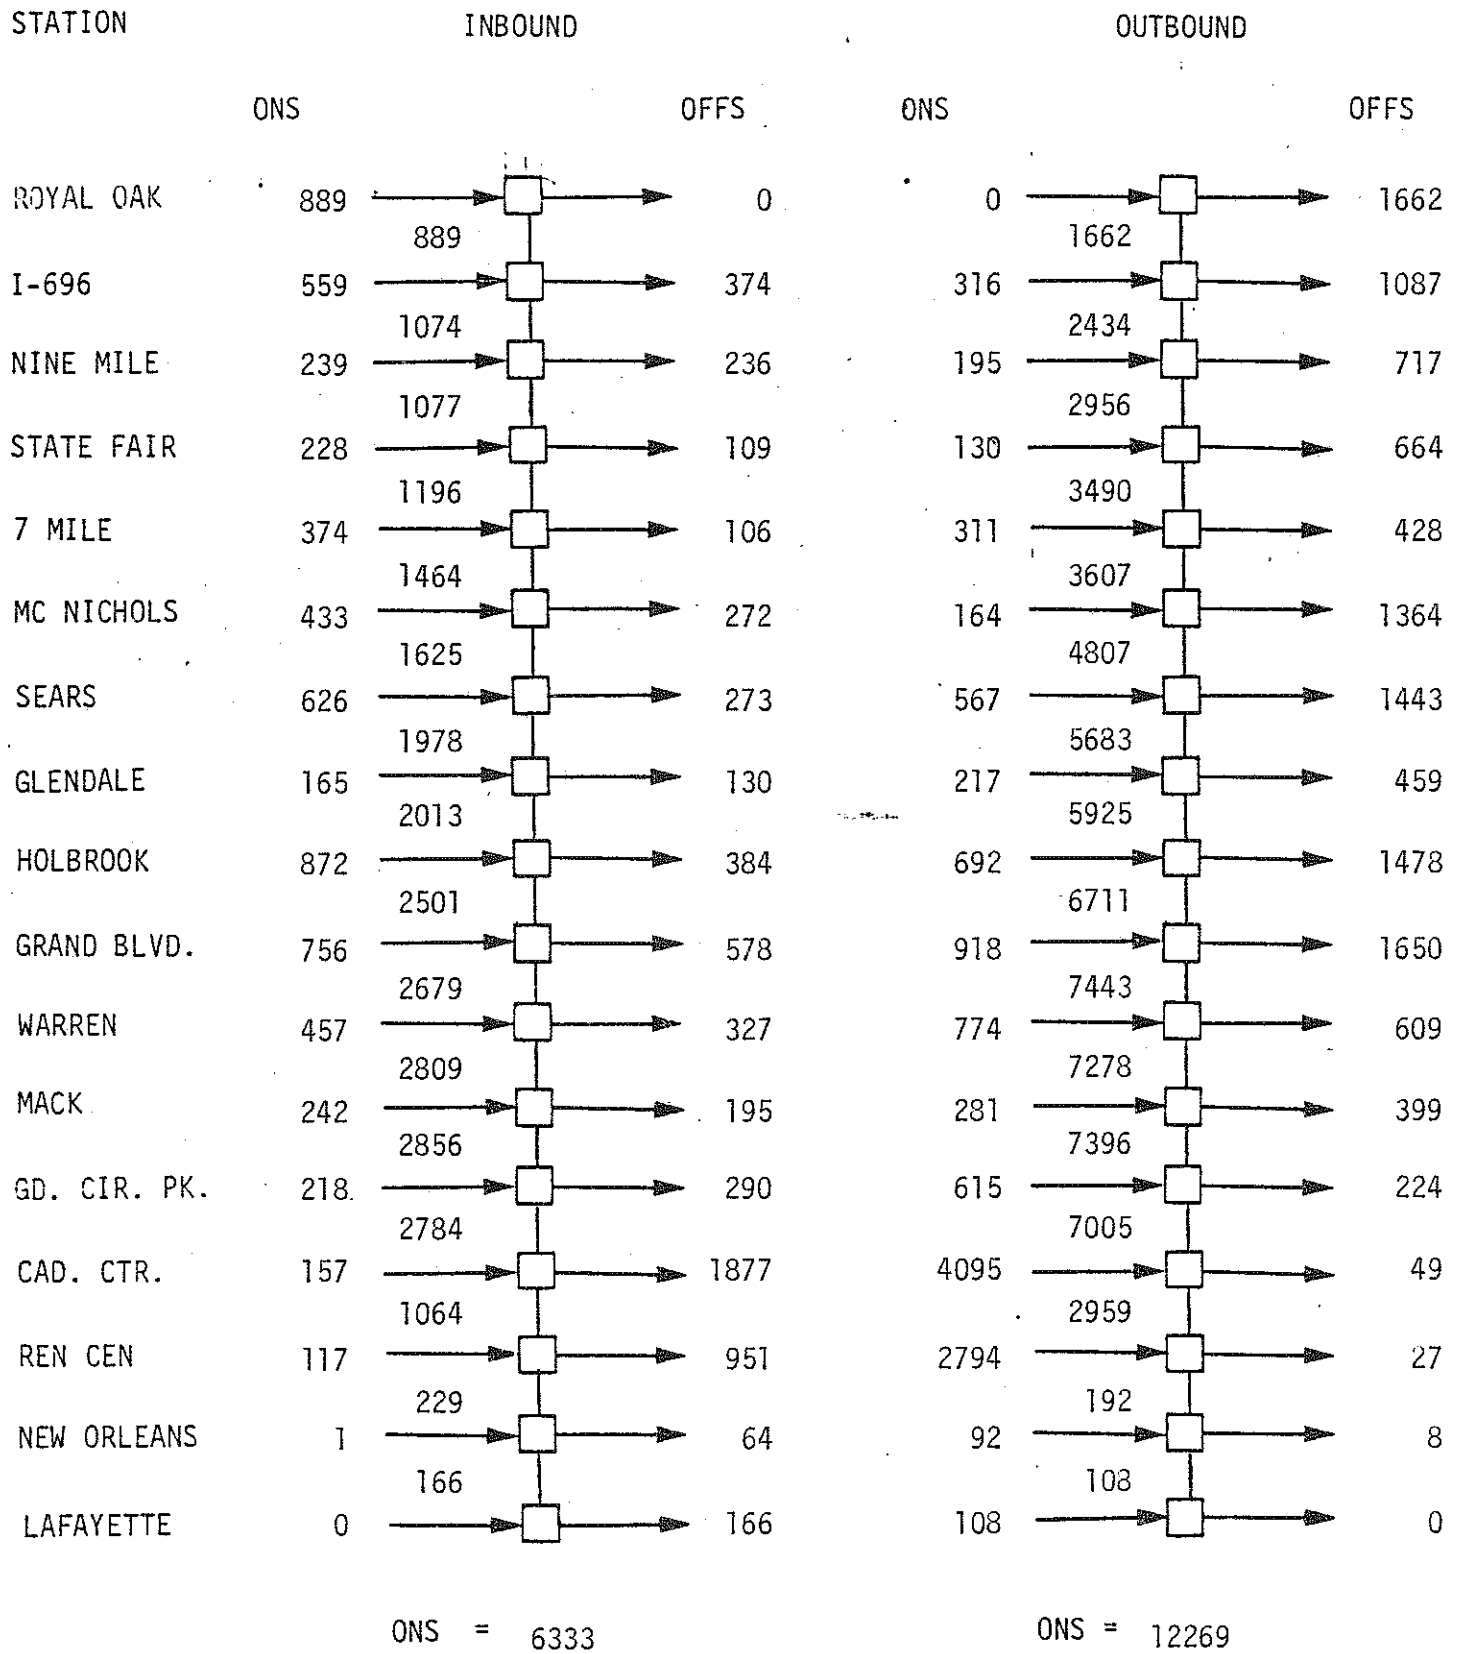 STATION INBOUND OUTBOUND
ONS OFFS ONS OFFS
ROYAL OAK 889 0 0 1662
889 1662
I-696 559 374 316 1087
1074 2434
NINE MILE 239 236 195 717
1077 2956
STATE FAIR 228 109 130 664
1196 3490
7 MILE 374 106 311 428
1464 3607
MC NICHOLS 433 272 164 1364
1625 4807
SEARS 626 273 567 1443
1978 5683
GLENDALE 165 130 217 459
2013 5925
HOLBROOK 872 384 692 1478
2501 6711
GRAND BLVD. 756 578 918 1650
2679 7443
WARREN 457 327 774 609
2809 7278
MACK 242 195 281 399
2856 7396
GD. CIR. PK. 218 290 615 224
2784 7005
CAD. CTR. 157 1877 4095 49
1064 2959
REN CEN 117 951 2794 27
229 192
NEW ORLEANS 1 64 92 8
166 108
LAFAYETTE 0 166 108 0
ONS = 6333 ONS = 12269